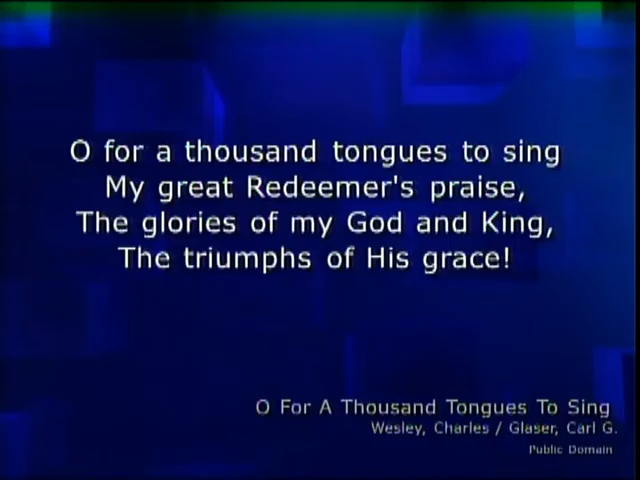 O for a thousand tongues to sing
My great Redeemer's praise,
The glories of my God and King,
The triumphs of His grace!
O For A Thousand Tongues To Sing
Wesley, Charles / Glaser, Carl G.
Public Domain